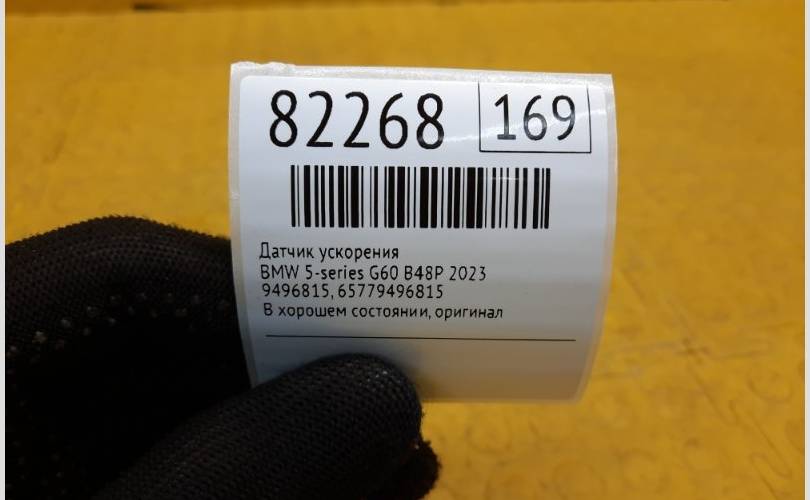 82268 169
Датчик ускорения
BMW 5-series G60 B48P 2023
9496815, 65779496815
В хорошем состоянии, оригинал